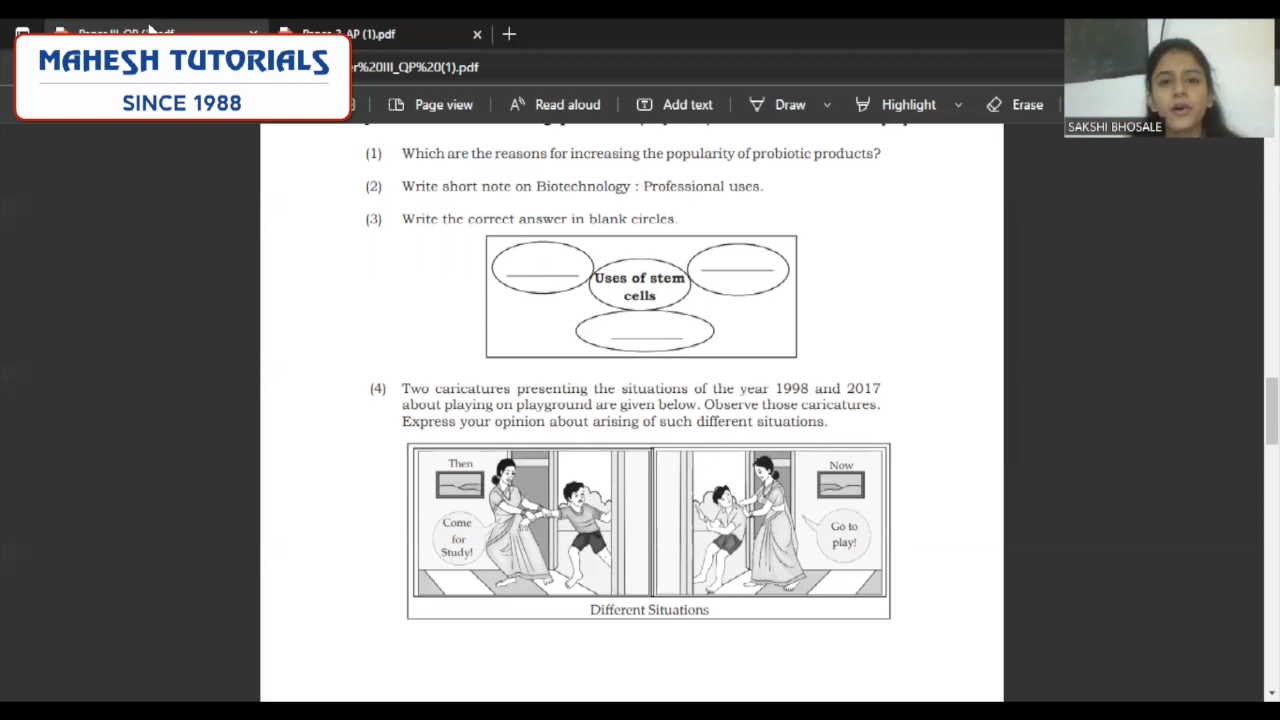 AP (1).pdf
MAHESH TUTORIALS
SINCE 1988
%20III_QP%20(1).pdf
Page view
Read aloud
Add text
Draw
Highlight
Erase
SAKSHI BHOSALE
(1) Which are the reasons for increasing the popularity of probiotic products?
(2) Write short note on Biotechnology : Professional uses.
(3) Write the correct answer in blank circles.
Uses of stem
cells
(4) Two caricatures presenting the situations of the year 1998 and 2017
about playing on playground are given below. Observe those caricatures.
Express your opinion about arising of such different situations.
Then
Come
for
Study!
Now
Go to
play!
Different Situations